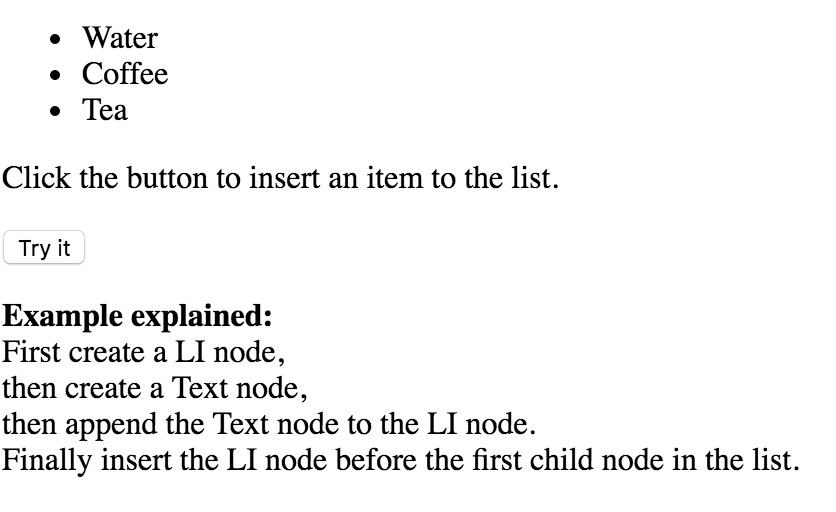 Water
Coffee
Tea
Click the button to insert an item to the list.
Try it
Example explained:
First create a LI node,
then create a Text node,
then append the Text node to the LI node.
Finally insert the LI node before the first child node in the list.